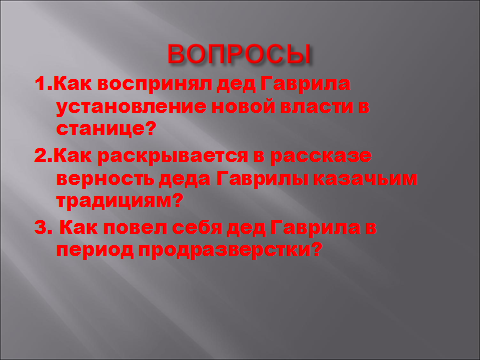 ВОПРОСЫ
1.Как воспринял дед Гаврила
установление новой власти в
станице?
2.Как раскрывается в рассказе
верность деда Гаврилы казачьим
традициям?
3. Как повел себя дед Гаврила в
период продразверстки?